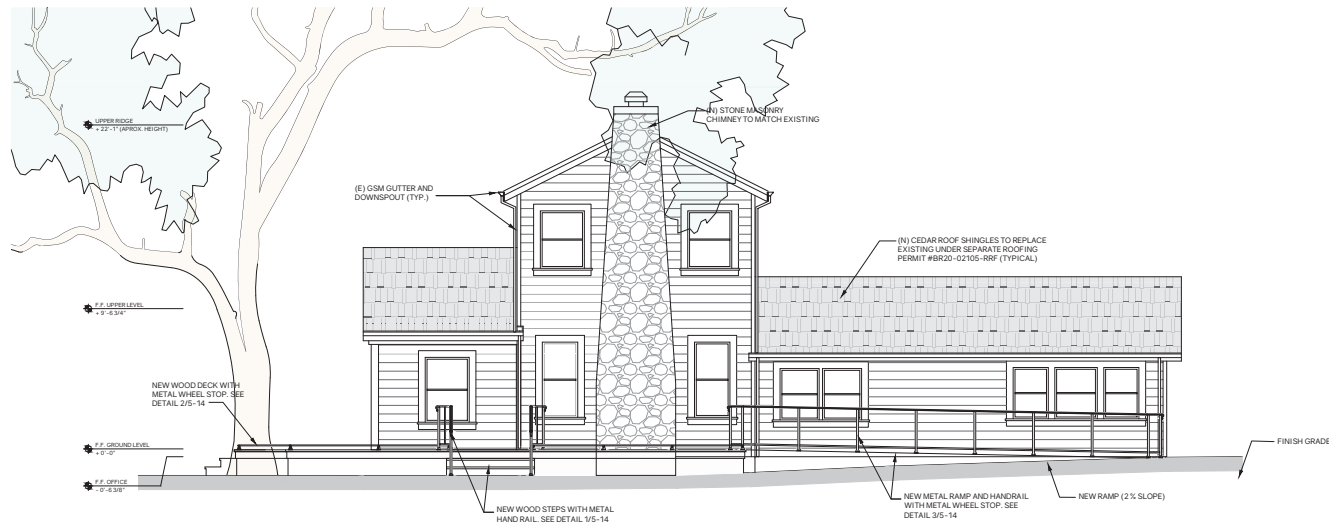 UPPER RIDGE
+ 22'-1" (APROX. HEIGHT)
(N) STONE MASONRY
CHIMNEY TO MATCH EXISTING
(E) GSM GUTTER AND
DOWNSPOUT (TYP.)
(N) CEDAR ROOF SHINGLES TO REPLACE
EXISTING UNDER SEPARATE ROOFING
PERMIT #BR20-02105-RRF (TYPICAL)
F.F. UPPER LEVEL
+ 9'-6 3/4"
NEW WOOD DECK WITH
METAL WHEEL STOP. SEE
DETAIL 2/5-14
F.F. GROUND LEVEL
+ 0'-0"
FINISH GRADE
F.F. OFFICE
- 0'-6 3/8"
NEW WOOD STEPS WITH METAL
HAND RAIL. SEE DETAIL 1/5-14
NEW METAL RAMP AND HANDRAIL
WITH METAL WHEEL STOP. SEE
DETAIL 3/5-14
NEW RAMP (2% SLOPE)